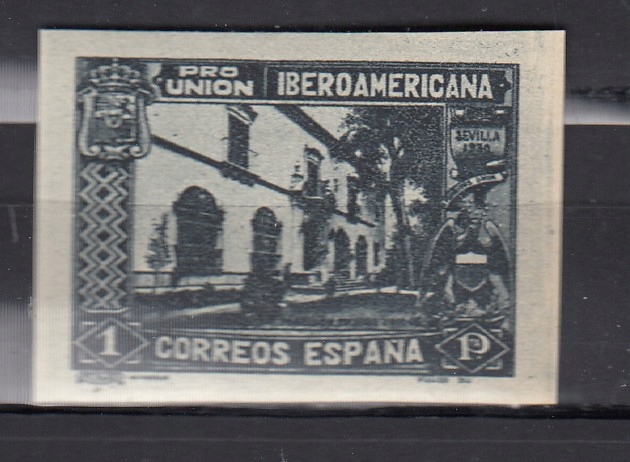 PRO
UNION IBEROAMERICANA
SEVILLA
1930
1 CORREOS ESPAÑA P